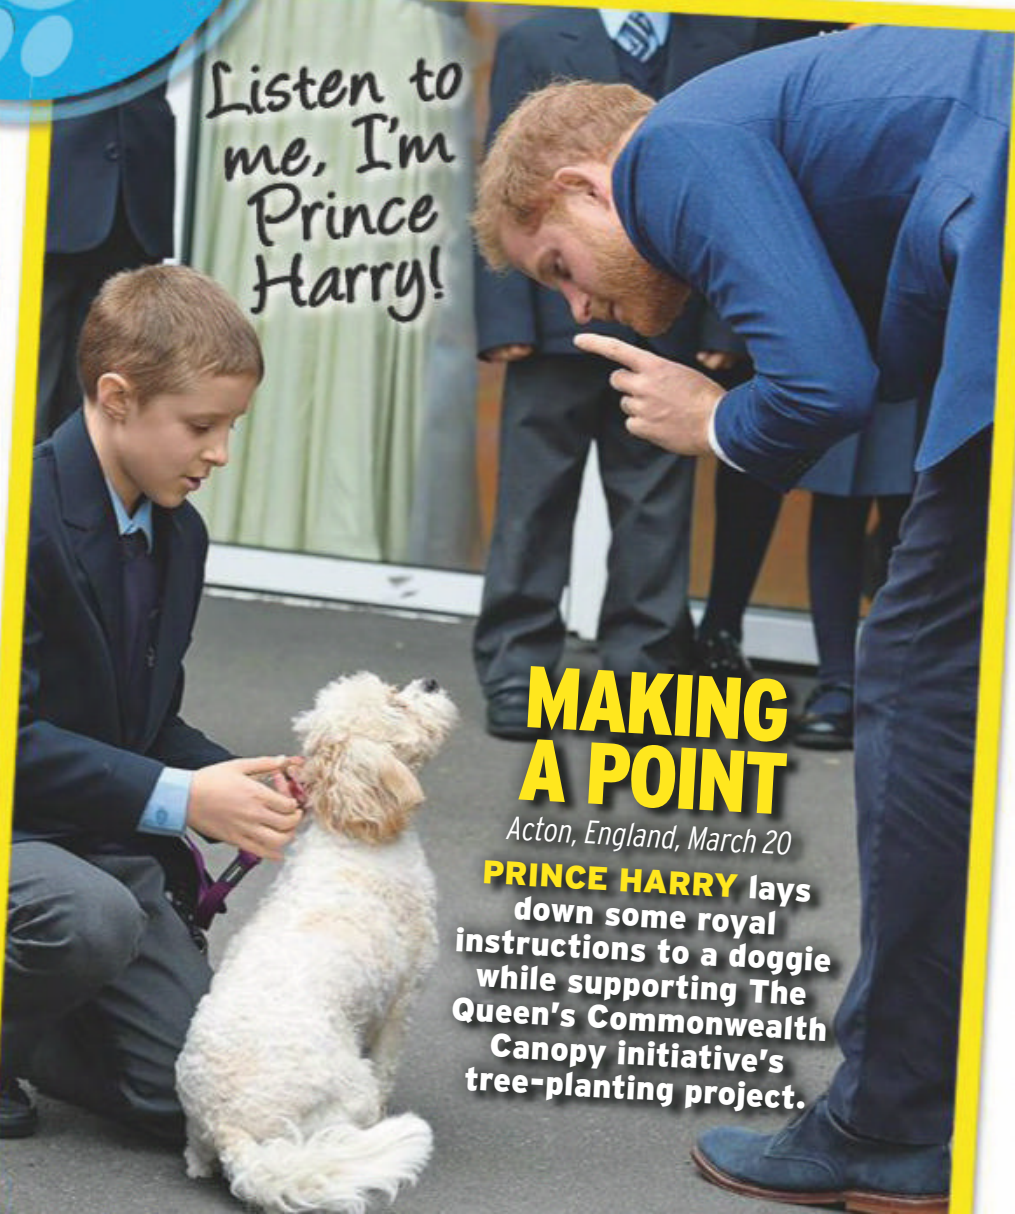 Listen to
me, I'm
Prince
Harry!
MAKING
A POINT
Acton, England, March 20
PRINCE HARRY lays
down some royal
instructions to a doggie
while supporting The
Queen's Commonwealth
Canopy initiative's
tree-planting project.